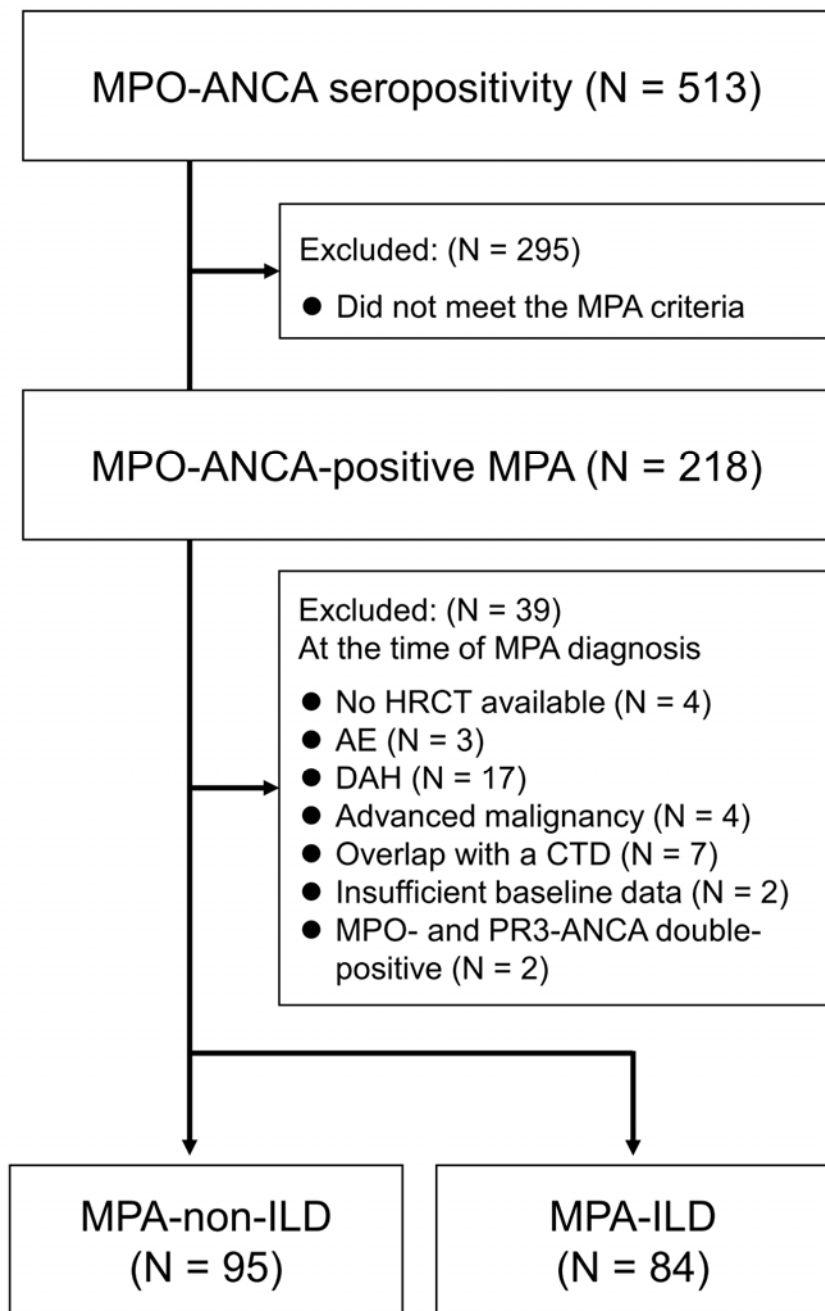 MPO-ANCA seropositivity (N = 513)
Excluded: (N = 295)
● Did not meet the MPA criteria
MPO-ANCA-positive MPA (N = 218)
Excluded: (N = 39)
At the time of MPA diagnosis
● No HRCT available (N = 4)
● AE (N = 3)
● DAH (N = 17)
● Advanced malignancy (N = 4)
● Overlap with a CTD (N = 7)
● Insufficient baseline data (N = 2)
● MPO- and PR3-ANCA double-
positive (N = 2)
MPA-non-ILD
(N = 95)
MPA-ILD
(N = 84)